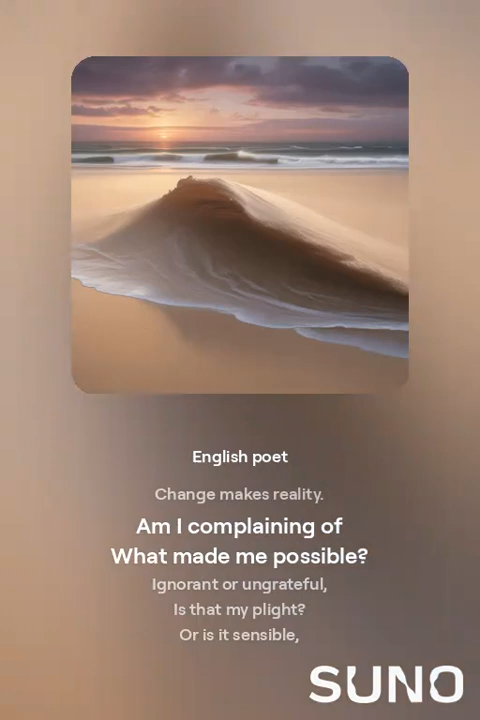 English poet
Change makes reality.
Am I complaining of
What made me possible?
Ignorant or ungrateful,
Is that my plight?
Or is it sensible,
SUNO